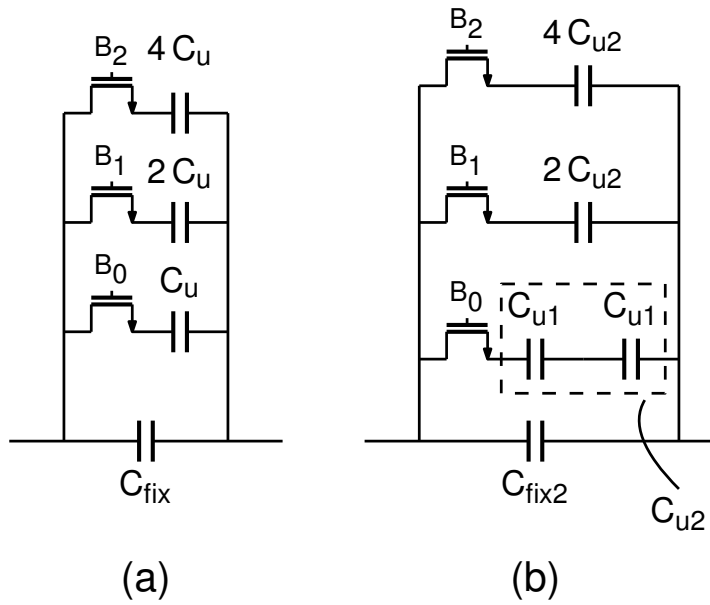 B2 4 Cu
B1 2 Cu
B0 Cu
Cfix
(a)
B2 4 Cu2
B1 2 Cu2
B0 Cu1 Cu1
Cfix2
Cu2
(b)